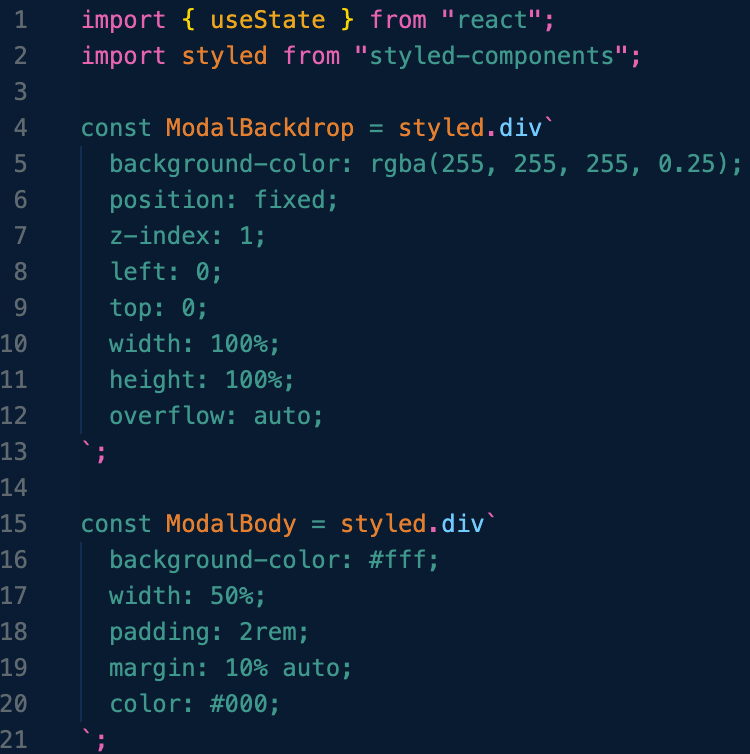 1 import { useState } from "react";
2 import styled from "styled-components";
3
4 const ModalBackdrop = styled.div`
5   background-color: rgba(255, 255, 255, 0.25);
6   position: fixed;
7   z-index: 1;
8   left: 0;
9   top: 0;
10   width: 100%;
11   height: 100%;
12   overflow: auto;
13 `;
14
15 const ModalBody = styled.div`
16   background-color: #fff;
17   width: 50%;
18   padding: 2rem;
19   margin: 10% auto;
20   color: #000;
21 `;